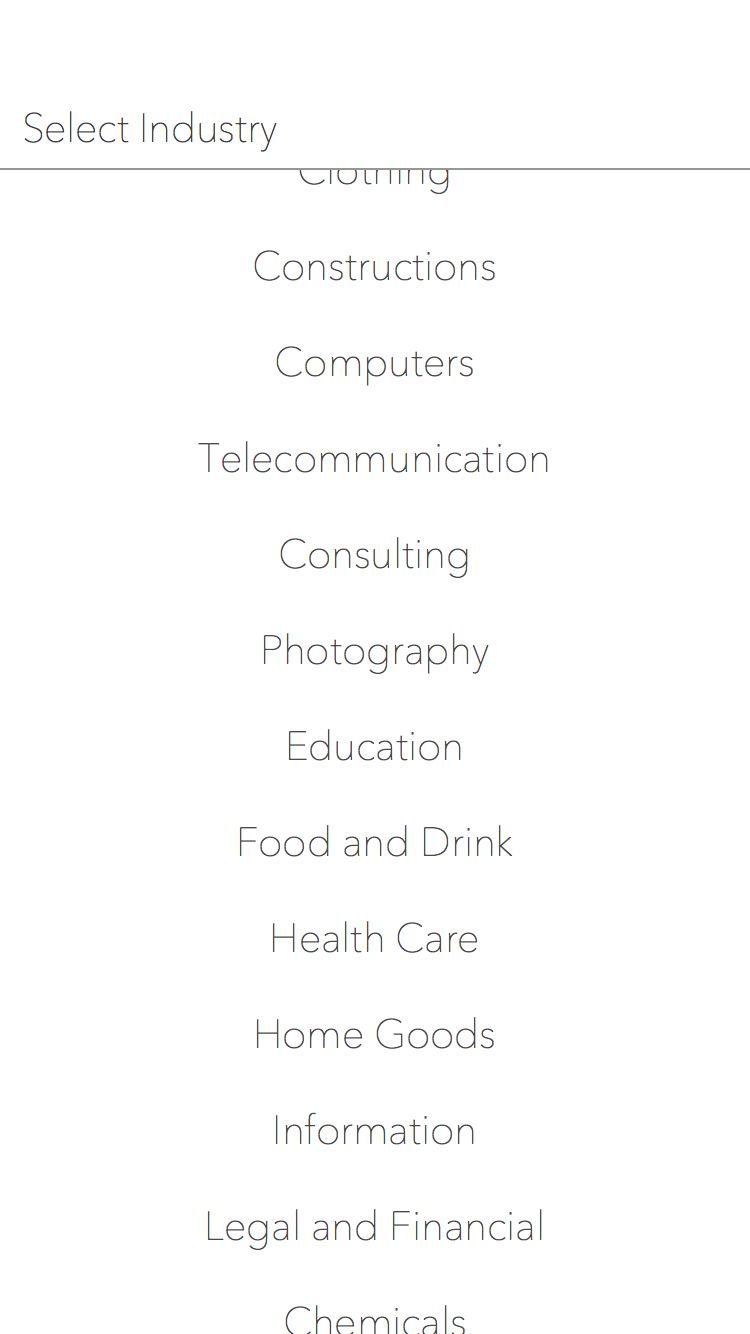 Select Industry
Clothing
Constructions
Computers
Telecommunication
Consulting
Photography
Education
Food and Drink
Health Care
Home Goods
Information
Legal and Financial
Chemicals